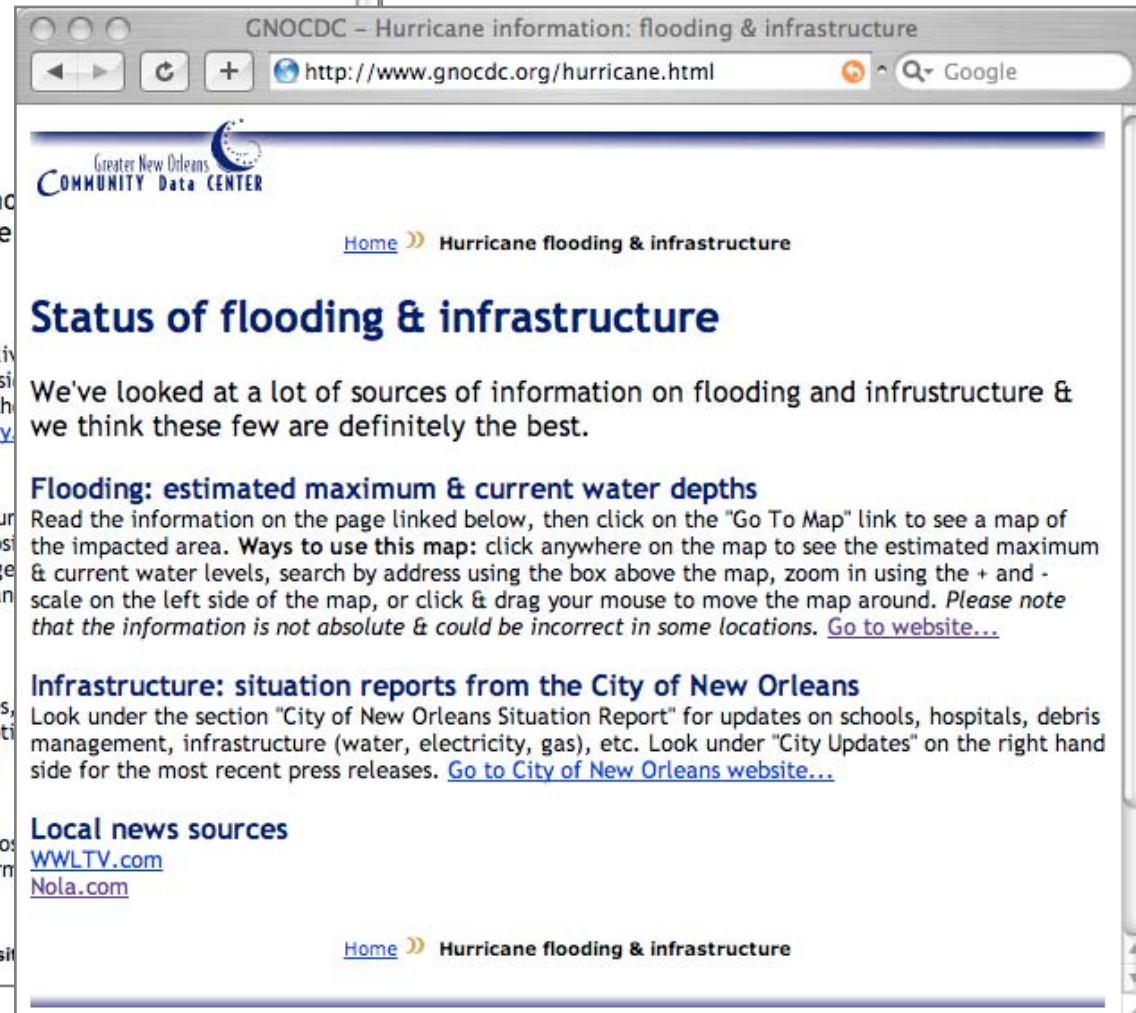 GNOCDC – Hurricane information: flooding & infrastructure
http://www.gnocdc.org/hurricane.html
Google
Greater New Orleans
COMMUNITY Data CENTER
Home » Hurricane flooding & infrastructure
Status of flooding & infrastructure
We've looked at a lot of sources of information on flooding and infrustructure &
we think these few are definitely the best.
Flooding: estimated maximum & current water depths
Read the information on the page linked below, then click on the "Go To Map" link to see a map of
the impacted area. Ways to use this map: click anywhere on the map to see the estimated maximum
& current water levels, search by address using the box above the map, zoom in using the + and -
scale on the left side of the map, or click & drag your mouse to move the map around. Please note
that the information is not absolute & could be incorrect in some locations. Go to website...
Infrastructure: situation reports from the City of New Orleans
Look under the section "City of New Orleans Situation Report" for updates on schools, hospitals, debris
management, infrastructure (water, electricity, gas), etc. Look under "City Updates" on the right hand
side for the most recent press releases. Go to City of New Orleans website...
Local news sources
WWLTV.com
Nola.com
Home » Hurricane flooding & infrastructure